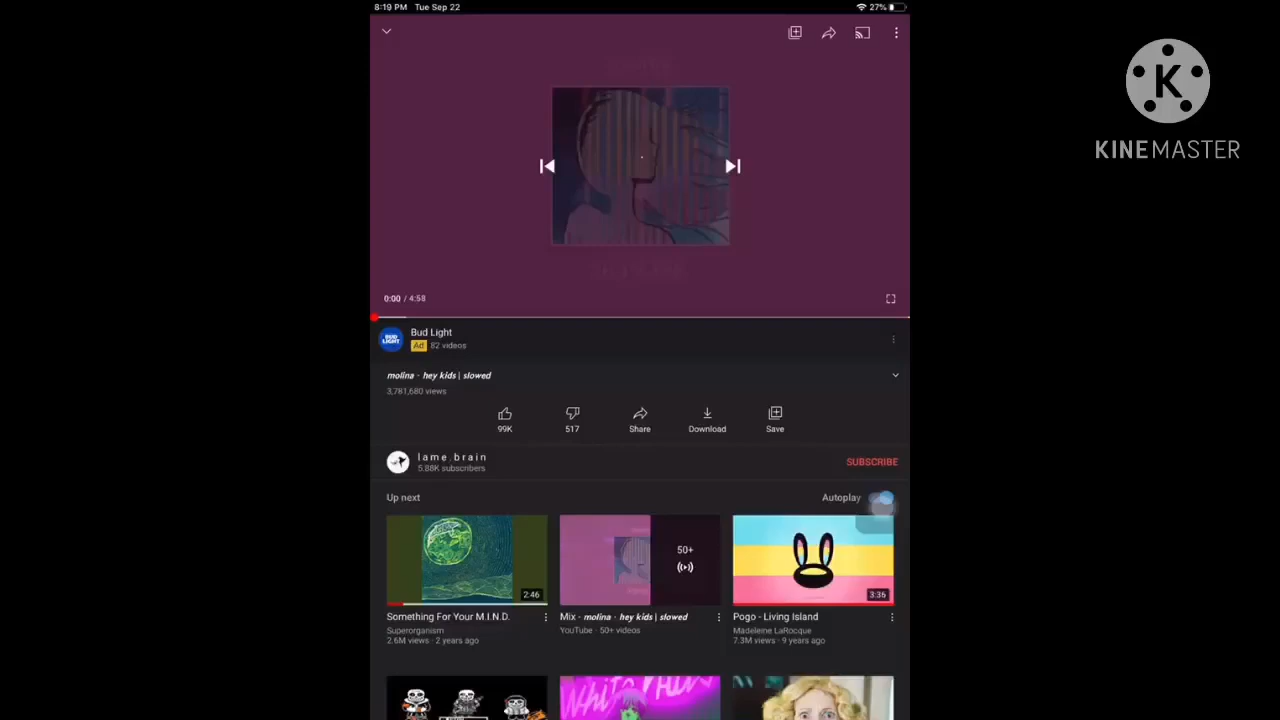 8:19 PM Tue Sep 22
27%
K
KINEMASTER
0:00 / 4:58
BUD LIGHT
Bud Light
Ad 82 videos
molina - hey kids | slowed
3,781,680 views
99K
517
Share
Download
Save
lame.brain
5.88K subscribers
SUBSCRIBE
Up next
Autoplay
2:46
50+
3:36
Something For Your M.I.N.D.
Superorganism
2.6M views · 2 years ago
Mix - molina - hey kids | slowed
YouTube · 50+ videos
Pogo - Living Island
Madeleine LaRocque
7.3M views · 9 years ago